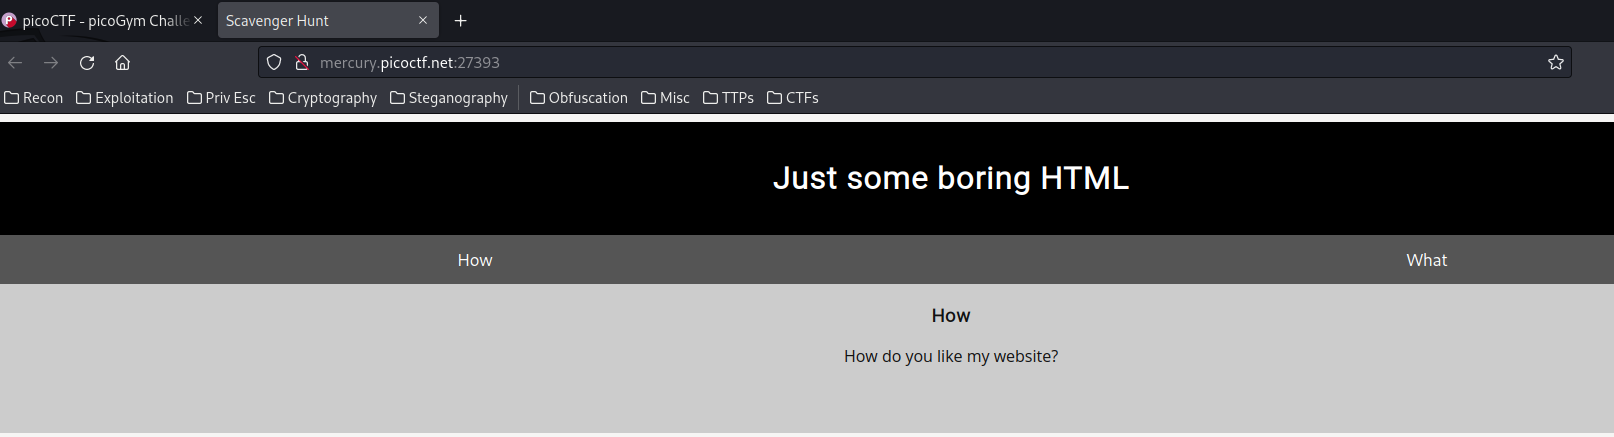 picoCTF - picoGym Challe
Scavenger Hunt
mercury.picoctf.net:27393
Recon Exploitation Priv Esc Cryptography Steganography Obfuscation Misc TTPs CTFs
Just some boring HTML
How What
How
How do you like my website?